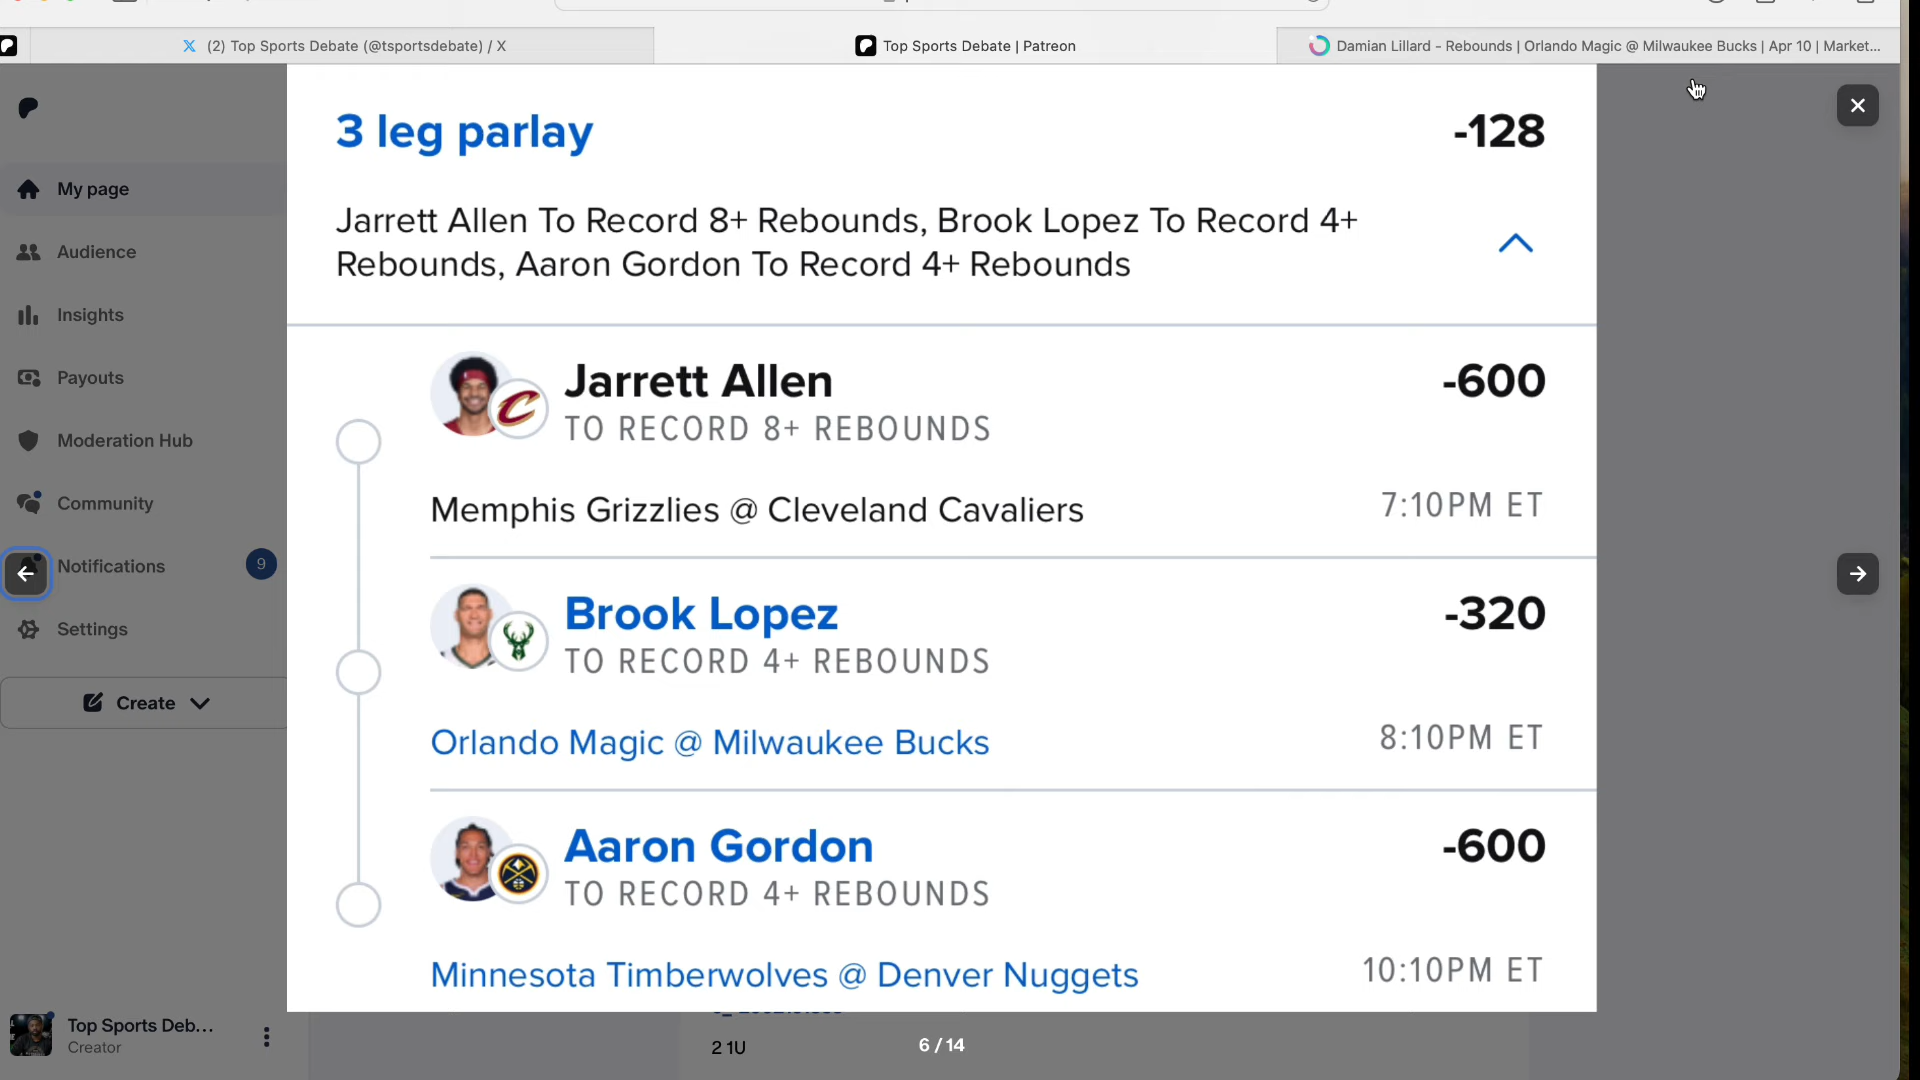 (2) Top Sports Debate (@tsportsdebate) / X
Top Sports Debate | Patreon
Damian Lillard - Rebounds | Orlando Magic @ Milwaukee Bucks | Apr 10 | Market...
My page
Audience
Insights
Payouts
Moderation Hub
Community
Notifications
9
Settings
Create
Top Sports Deb...
Creator
3 leg parlay
-128
Jarrett Allen To Record 8+ Rebounds, Brook Lopez To Record 4+
Rebounds, Aaron Gordon To Record 4+ Rebounds
Jarrett Allen
-600
TO RECORD 8+ REBOUNDS
Memphis Grizzlies @ Cleveland Cavaliers
7:10PM ET
Brook Lopez
-320
TO RECORD 4+ REBOUNDS
Orlando Magic @ Milwaukee Bucks
8:10PM ET
Aaron Gordon
-600
TO RECORD 4+ REBOUNDS
Minnesota Timberwolves @ Denver Nuggets
10:10PM ET
2 1U
6 / 14